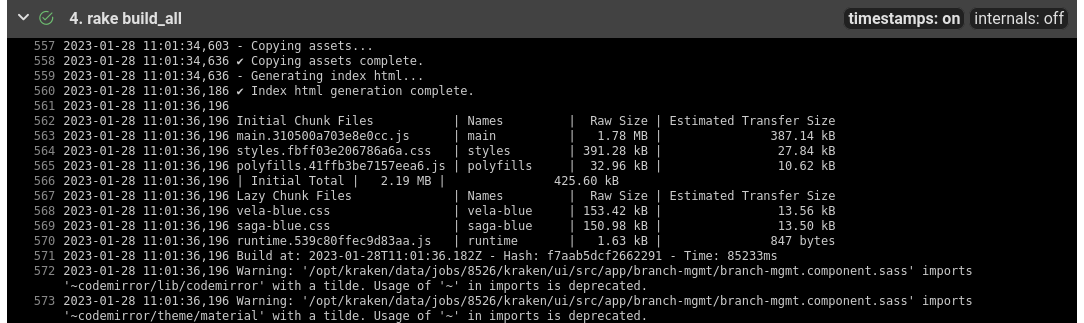 4. rake build_all timestamps: on internals: off
557 2023-01-28 11:01:34,603 - Copying assets...
558 2023-01-28 11:01:34,636 ✔ Copying assets complete.
559 2023-01-28 11:01:34,636 - Generating index html...
560 2023-01-28 11:01:36,186 ✔ Index html generation complete.
561 2023-01-28 11:01:36,196
562 2023-01-28 11:01:36,196 Initial Chunk Files | Names | Raw Size | Estimated Transfer Size
563 2023-01-28 11:01:36,196 main.310500a703e8e0cc.js | main | 1.78 MB | 387.14 kB
564 2023-01-28 11:01:36,196 styles.fbff03e206786a6a.css | styles | 391.28 kB | 27.84 kB
565 2023-01-28 11:01:36,196 polyfills.41ffb3be7157eea6.js | polyfills | 32.96 kB | 10.62 kB
566 2023-01-28 11:01:36,196 | Initial Total | 2.19 MB | 425.60 kB
567 2023-01-28 11:01:36,196 Lazy Chunk Files | Names | Raw Size | Estimated Transfer Size
568 2023-01-28 11:01:36,196 vela-blue.css | vela-blue | 153.42 kB | 13.56 kB
569 2023-01-28 11:01:36,196 saga-blue.css | saga-blue | 150.98 kB | 13.50 kB
570 2023-01-28 11:01:36,196 runtime.539c80ffec9d83aa.js | runtime | 1.63 kB | 847 bytes
571 2023-01-28 11:01:36,196 Build at: 2023-01-28T11:01:36.182Z - Hash: f7aab5dcf2662291 - Time: 85233ms
572 2023-01-28 11:01:36,196 Warning: '/opt/kraken/data/jobs/8526/kraken/ui/src/app/branch-mgmt/branch-mgmt.component.sass' imports
'~codemirror/lib/codemirror' with a tilde. Usage of '~' in imports is deprecated.
573 2023-01-28 11:01:36,196 Warning: '/opt/kraken/data/jobs/8526/kraken/ui/src/app/branch-mgmt/branch-mgmt.component.sass' imports
'~codemirror/theme/material' with a tilde. Usage of '~' in imports is deprecated.